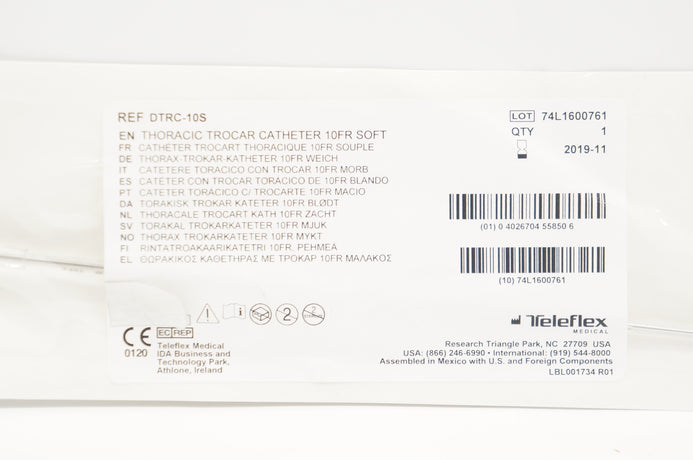 REF DTRC-10S
EN THORACIC TROCAR CATHETER 10FR SOFT
FR CATHÉTER TROCART THORACIQUE 10FR SOUPLE
DE THORAX-TROKAR-KATHETER 10FR WEICH
IT CATETERE TORACICO CON TROCAR 10FR MORB
ES CATÉTER CON TROCAR TORACICO DE 10FR BLANDO
PT CATETER TORACICO C/ TROCARTE 10FR MACIO
DA TORAKISK TROKAR KATETER 10FR BLØDT
NL THORACALE TROCART KATH 10FR ZACHT
SV TORAKAL TROKARKATETER 10FR MJUK
NO THORAX TROKARKATETER 10FR MYKT
FI RINTATROAKAARIKATETRI 10FR, PEHMEA
EL ΘΩΡΑΚΙΚΟΣ ΚΑΘΕΤΗΡΑΣ ΜΕ ΤΡΟΚΑΡ 10FR ΜΑΛΑΚΟΣ
LOT 74L1600761
QTY 1
2019-11
(01) 0 4026704 55850 6
(10) 74L1600761
2
2
CE 0120
EC REP
Teleflex Medical
IDA Business and
Technology Park,
Athlone, Ireland
Teleflex
MEDICAL
Research Triangle Park, NC 27709 USA
USA: (866) 246-6990 • International: (919) 544-8000
Assembled in Mexico with U.S. and Foreign Components
LBL001734 R01